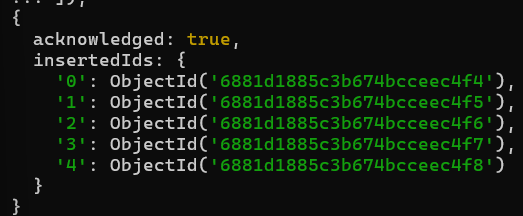 ... ]);
{
  acknowledged: true,
  insertedIds: {
    '0': ObjectId('6881d1885c3b674bcceec4f4'),
    '1': ObjectId('6881d1885c3b674bcceec4f5'),
    '2': ObjectId('6881d1885c3b674bcceec4f6'),
    '3': ObjectId('6881d1885c3b674bcceec4f7'),
    '4': ObjectId('6881d1885c3b674bcceec4f8')
  }
}